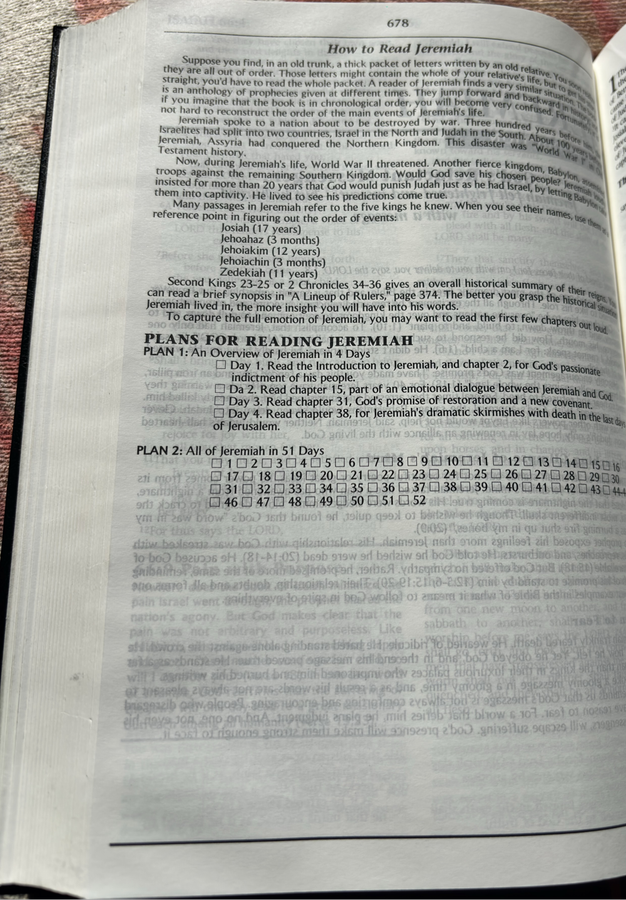 678
How to Read Jeremiah
Suppose you find, in an old trunk, a thick packet of letters written by an old relative. You
they are all out of order. Those letters might contain the whole of your relative's life, but to get
straight, you'd have to read the whole packet. A reader of Jeremiah finds a very similar situation.
is an anthology of prophecies given at different times. They jump forward and backward in
if you imagine that the book is in chronological order, you will become very confused. Fortunately
not hard to reconstruct the order of the main events of Jeremiah's life.
Jeremiah spoke to a nation about to be destroyed by war. Three hundred years before
Israelites had split into two countries, Israel in the North and Judah in the South. About 100 years
Jeremiah, Assyria had conquered the Northern Kingdom. This disaster was "World War I"
Testament history.
Now, during Jeremiah's life, World War II threatened. Another fierce kingdom, Babylon,
troops against the remaining Southern Kingdom. Would God save his chosen people? Jeremiah
insisted for more than 20 years that God would punish Judah just as he had Israel, by letting Babylon
them into captivity. He lived to see his predictions come true.
Many passages in Jeremiah refer to the five kings he knew. When you see their names, use them
reference point in figuring out the order of events:
Josiah (17 years)
Jehoahaz (3 months)
Jehoiakim (12 years)
Jehoiachin (3 months)
Zedekiah (11 years)
Second Kings 23-25 or 2 Chronicles 34-36 gives an overall historical summary of their reigns.
can read a brief synopsis in "A Lineup of Rulers," page 374. The better you grasp the historical
Jeremiah lived in, the more insight you will have into his words.
To capture the full emotion of Jeremiah, you may want to read the first few chapters out loud.
PLANS FOR READING JEREMIAH
PLAN 1: An Overview of Jeremiah in 4 Days
☐ Day 1. Read the Introduction to Jeremiah, and chapter 2, for God's passionate
indictment of his people.
☐ Da 2. Read chapter 15, part of an emotional dialogue between Jeremiah and God.
☐ Day 3. Read chapter 31, God's promise of restoration and a new covenant.
☐ Day 4. Read chapter 38, for Jeremiah's dramatic skirmishes with death in the last days
of Jerusalem.
PLAN 2: All of Jeremiah in 51 Days
☐ 1 ☐ 2 ☐ 3 ☐ 4 ☐ 5 ☐ 6 ☐ 7 ☐ 8 ☐ 9 ☐ 10 ☐ 11 ☐ 12 ☐ 13 ☐ 14 ☐ 15 ☐ 16
☐ 17 ☐ 18 ☐ 19 ☐ 20 ☐ 21 ☐ 22 ☐ 23 ☐ 24 ☐ 25 ☐ 26 ☐ 27 ☐ 28 ☐ 29 ☐ 30
☐ 31 ☐ 32 ☐ 33 ☐ 34 ☐ 35 ☐ 36 ☐ 37 ☐ 38 ☐ 39 ☐ 40 ☐ 41 ☐ 42 ☐ 43 ☐
☐ 46 ☐ 47 ☐ 48 ☐ 49 ☐ 50 ☐ 51 ☐ 52